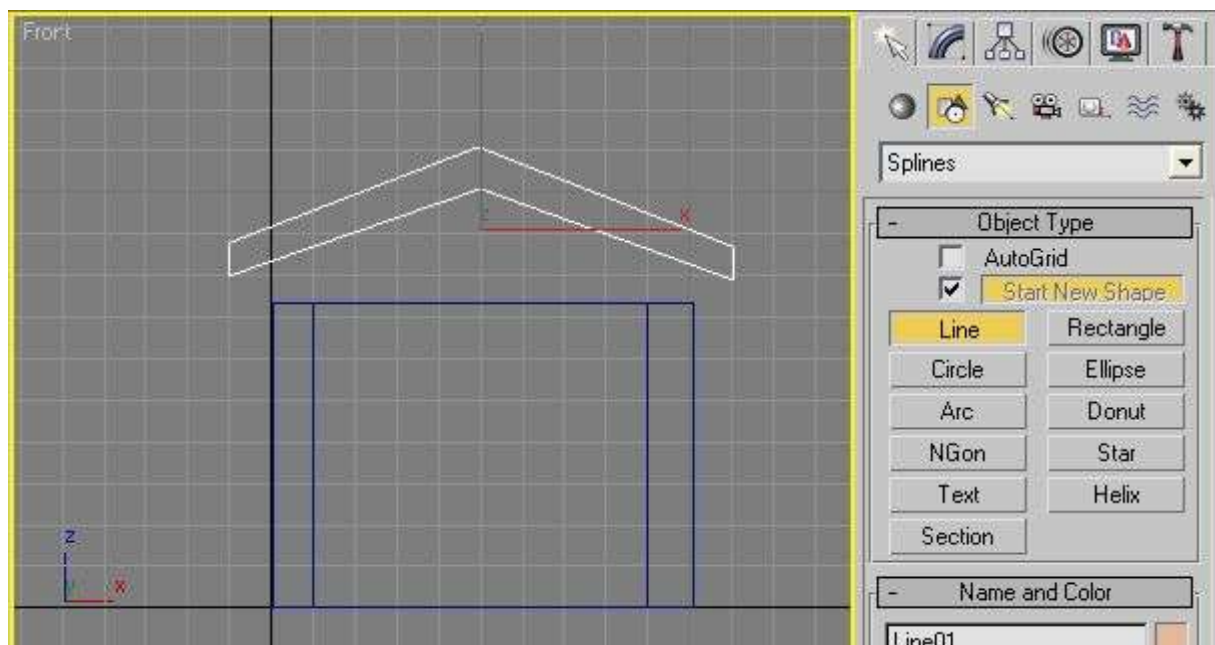 Front
x
z
y x
Splines
- Object Type
AutoGrid
Start New Shape
Line Rectangle
Circle Ellipse
Arc Donut
NGon Star
Text Helix
Section
- Name and Color
Line01